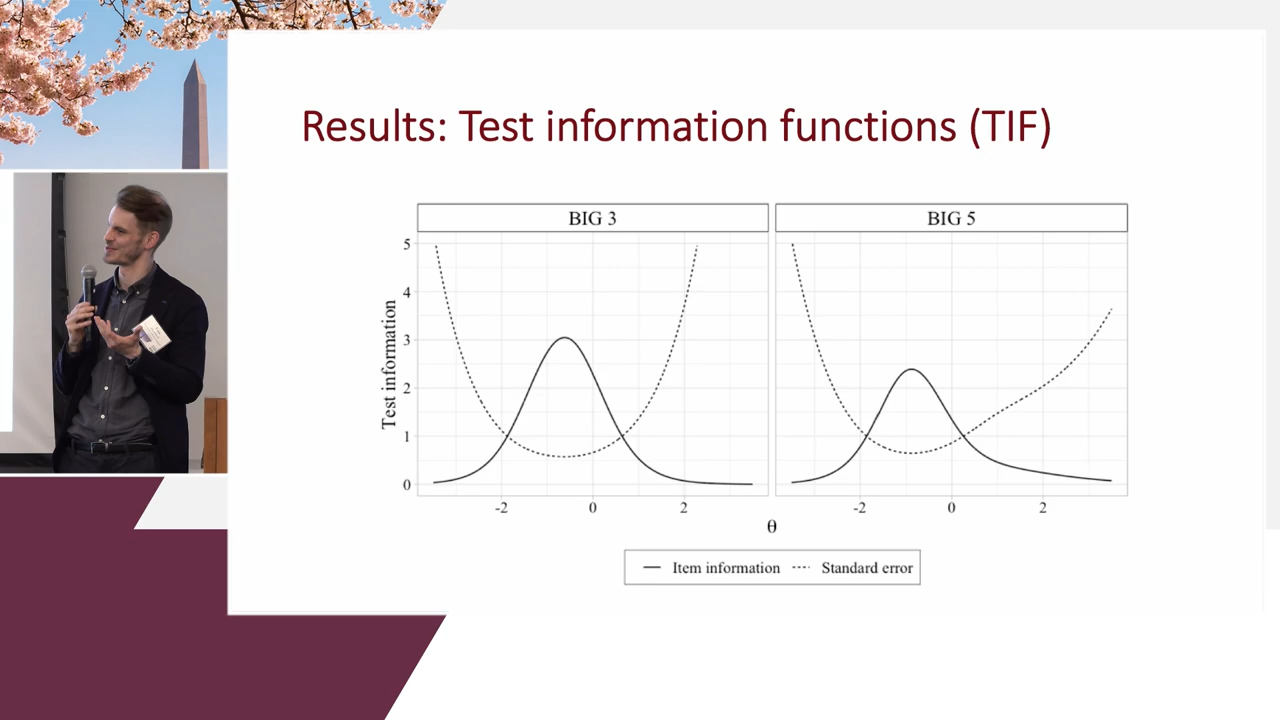 Results: Test information functions (TIF)
BIG 3
BIG 5
Test information
5
4
3
2
1
0
-2
0
2
-2
0
2
θ
Item information
Standard error